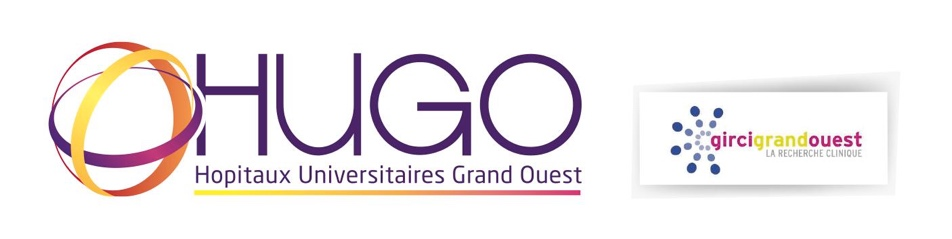 HUGO
Hopitaux Universitaires Grand Ouest
gircigrandouest
LA RECHERCHE CLINIQUE